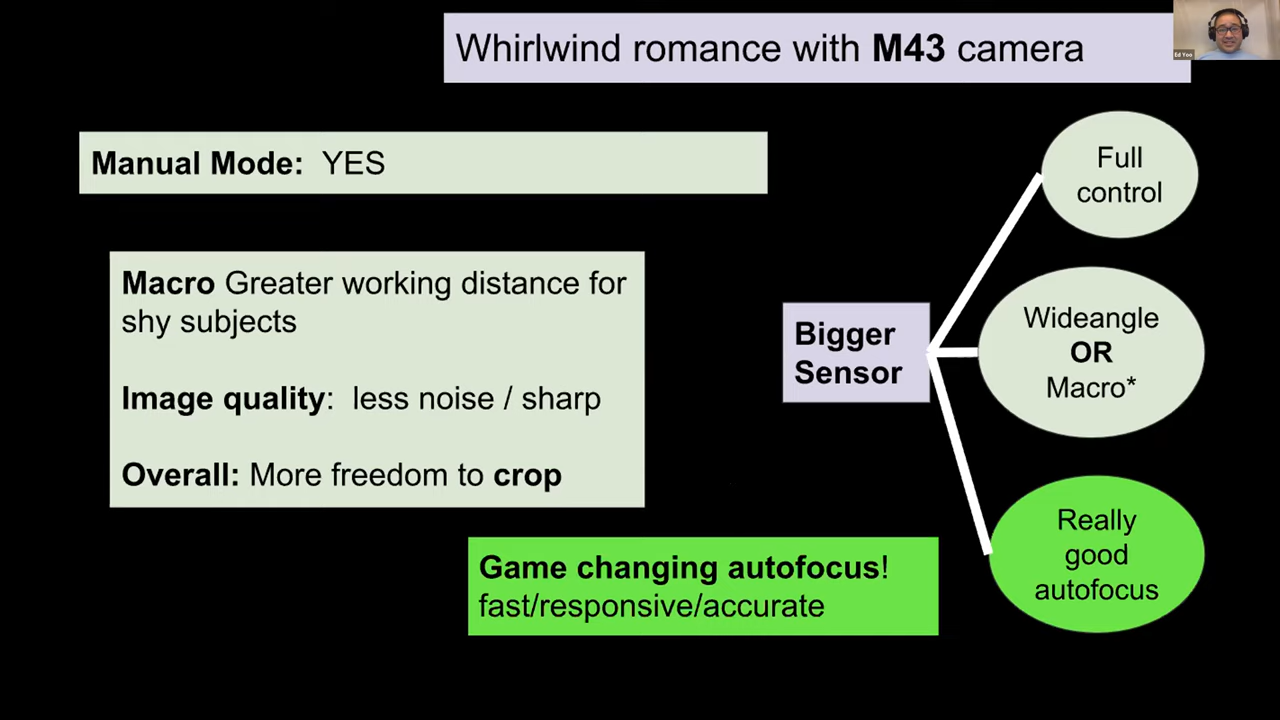 Whirlwind romance with M43 camera
Ed Yoo
Manual Mode: YES
Full
control
Macro Greater working distance for
shy subjects
Image quality: less noise / sharp
Overall: More freedom to crop
Bigger
Sensor
Wideangle
OR
Macro*
Really
good
autofocus
Game changing autofocus!
fast/responsive/accurate